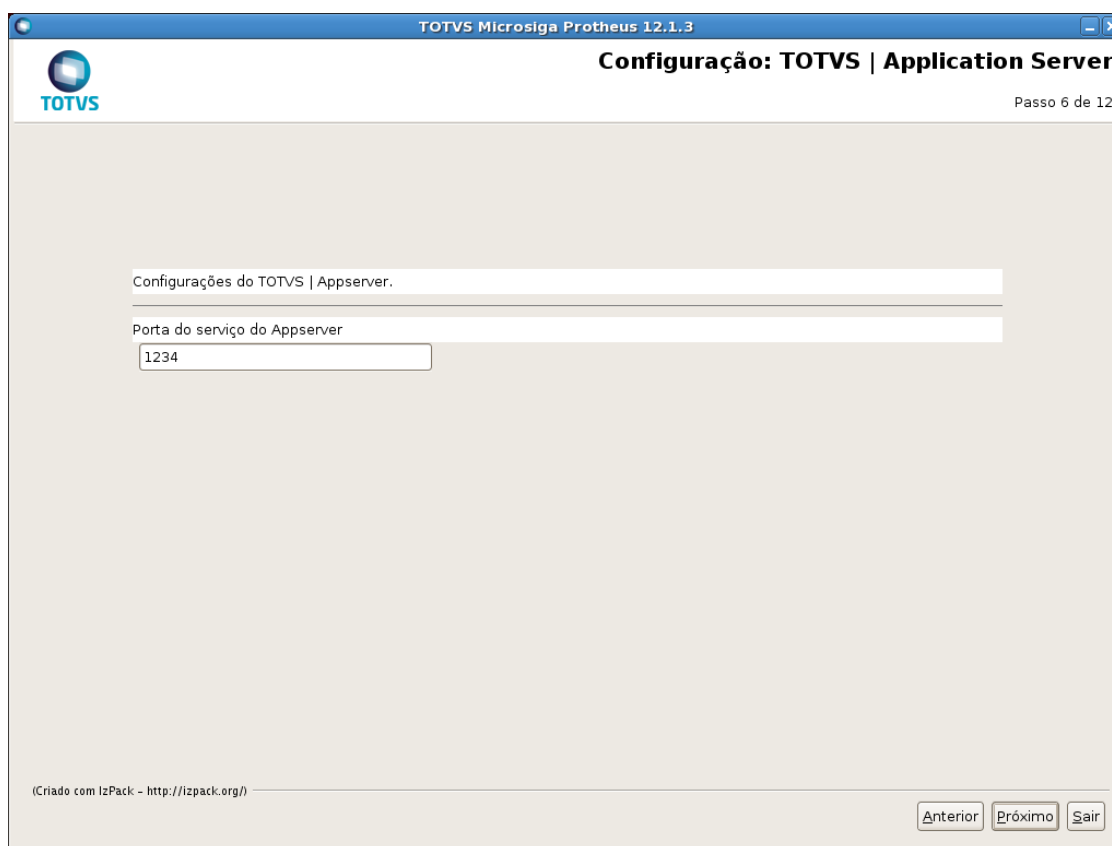 TOTVS Microsiga Protheus 12.1.3
TOTVS
Configuração: TOTVS | Application Server
Passo 6 de 12
Configurações do TOTVS | Appserver.
Porta do serviço do Appserver
1234
(Criado com IzPack – http://izpack.org/)
Anterior Próximo Sair